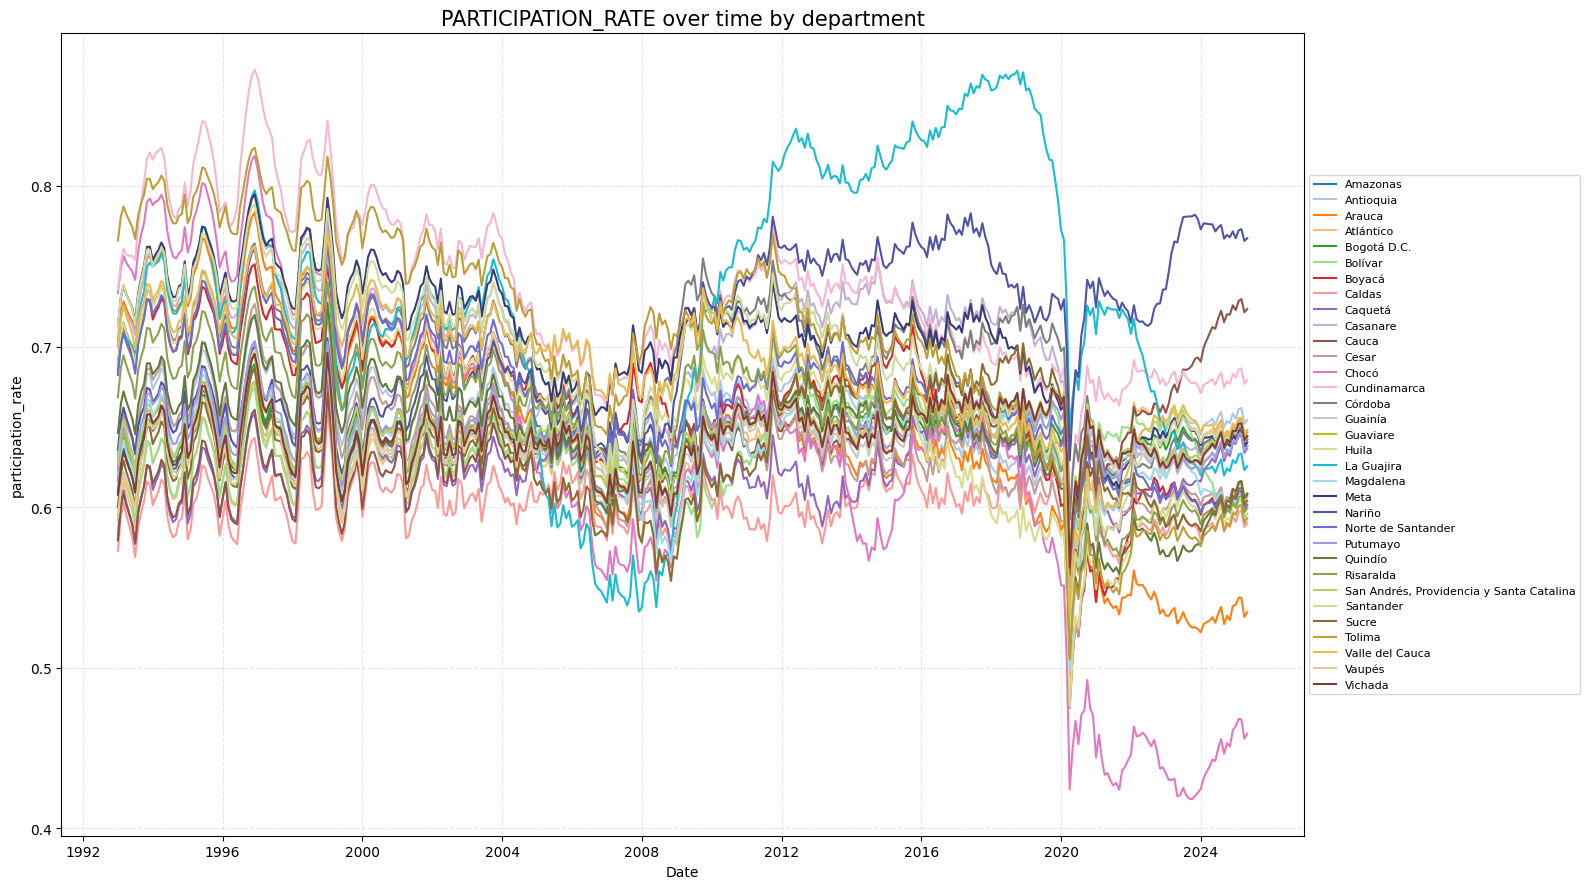 PARTICIPATION_RATE over time by department
participation_rate
0.8
0.7
0.6
0.5
0.4
1992
1996
2000
2004
2008
2012
2016
2020
2024
Date
Amazonas
Antioquia
Arauca
Atlántico
Bogotá D.C.
Bolívar
Boyacá
Caldas
Caquetá
Casanare
Cauca
Cesar
Chocó
Cundinamarca
Córdoba
Guainía
Guaviare
Huila
La Guajira
Magdalena
Meta
Nariño
Norte de Santander
Putumayo
Quindío
Risaralda
San Andrés, Providencia y Santa Catalina
Santander
Sucre
Tolima
Valle del Cauca
Vaupés
Vichada